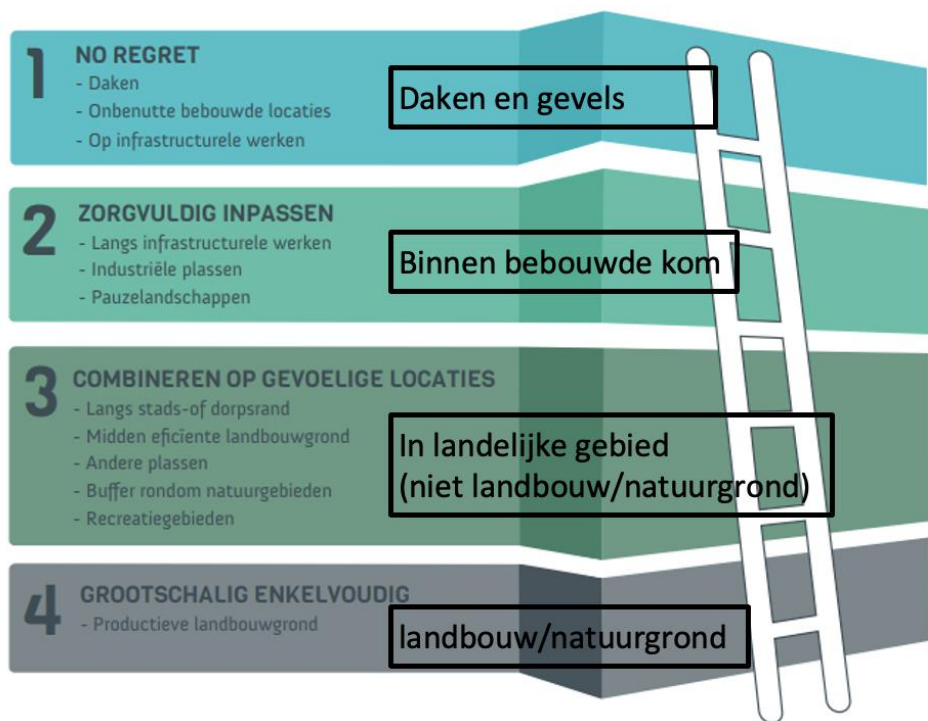 1
NO REGRET
- Daken
- Onbenutte bebouwde locaties
- Op infrastructurele werken
Daken en gevels
2
ZORGVULDIG INPASSEN
- Langs infrastructurele werken
- Industriële plassen
- Pauzelandschappen
Binnen bebouwde kom
3
COMBINEREN OP GEVOELIGE LOCATIES
- Langs stads-of dorpsrand
- Midden eficïente landbouwgrond
- Andere plassen
- Buffer rondom natuurgebieden
- Recreatiegebieden
In landelijke gebied
(niet landbouw/natuurgrond)
4
GROOTSCHALIG ENKELVOUDIG
- Productieve landbouwgrond
landbouw/natuurgrond